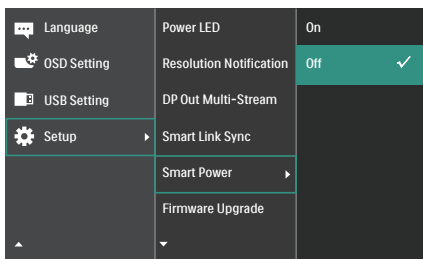 Language
OSD Setting
USB Setting
Setup
Power LED
Resolution Notification
DP Out Multi-Stream
Smart Link Sync
Smart Power
Firmware Upgrade
On
Off